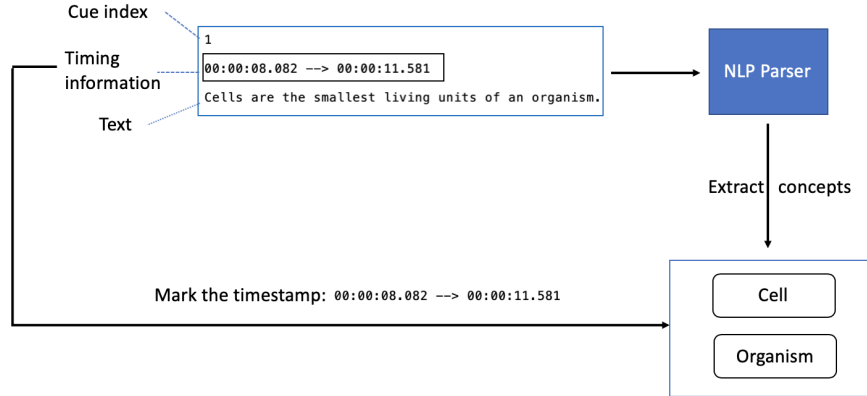 Cue index
1
Timing
information
00:00:08.082 --> 00:00:11.581
Text
Cells are the smallest living units of an organism.
NLP Parser
Extract concepts
Mark the timestamp: 00:00:08.082 --> 00:00:11.581
Cell
Organism